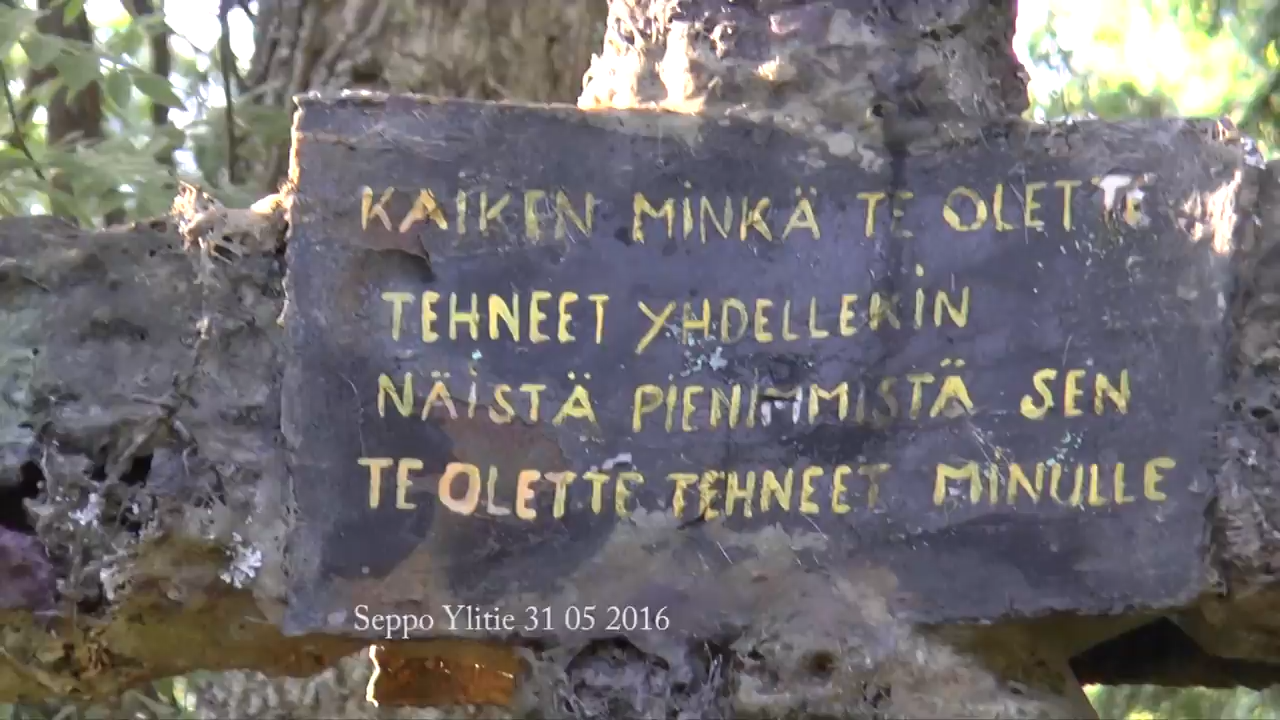 KAIKEN MINKÄ TE OLETTE
TEHNEET YHDELLEKIN
NÄISTÄ PIENIMMISTÄ SEN
TE OLETTE TEHNEET MINULLE
Seppo Ylitie 31 05 2016